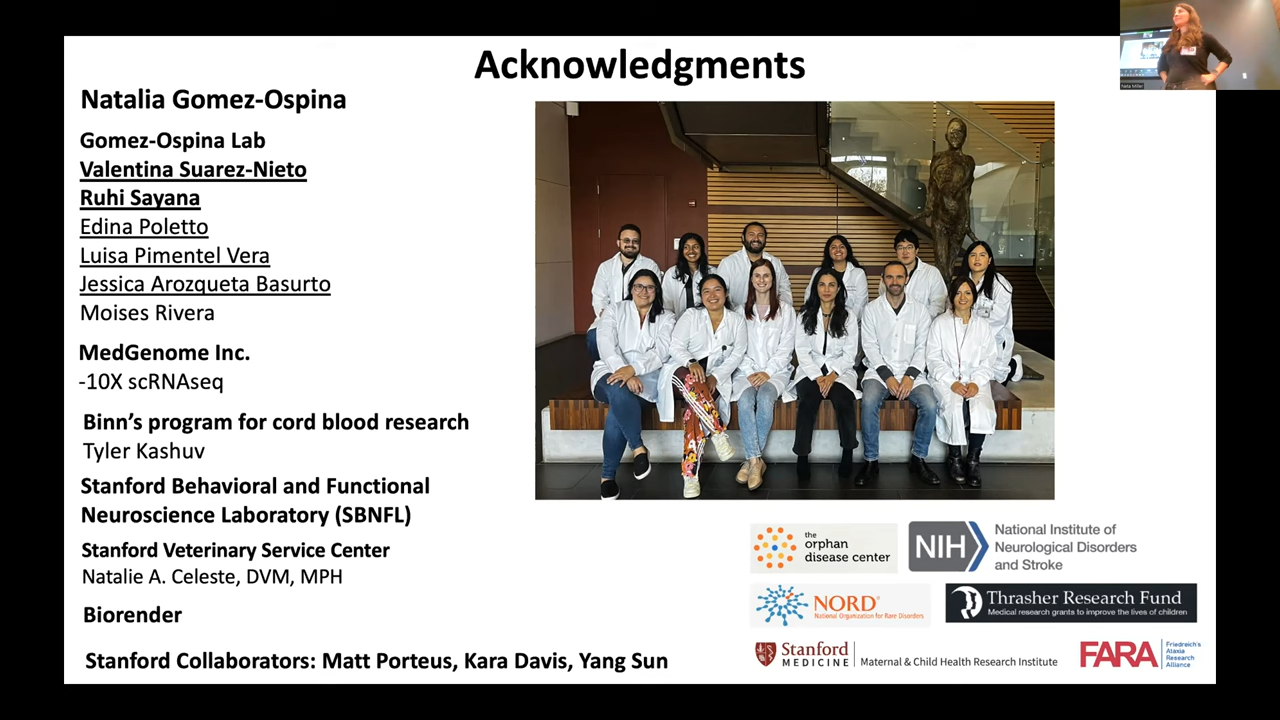 Acknowledgments
Natalia Gomez-Ospina
Gomez-Ospina Lab
Valentina Suarez-Nieto
Ruhi Sayana
Edina Poletto
Luisa Pimentel Vera
Jessica Arozqueta Basurto
Moises Rivera
MedGenome Inc.
-10X scRNAseq
Binn’s program for cord blood research
Tyler Kashuv
Stanford Behavioral and Functional
Neuroscience Laboratory (SBNFL)
Stanford Veterinary Service Center
Natalie A. Celeste, DVM, MPH
Biorender
Stanford Collaborators: Matt Porteus, Kara Davis, Yang Sun
the
orphan
disease center
NIH
National Institute of
Neurological Disorders
and Stroke
NORD®
National Organization for Rare Disorders
Thrasher Research Fund
Medical research grants to improve the lives of children
Stanford
MEDICINE
Maternal & Child Health Research Institute
FARA
Friedreich's
Ataxia
Research
Alliance